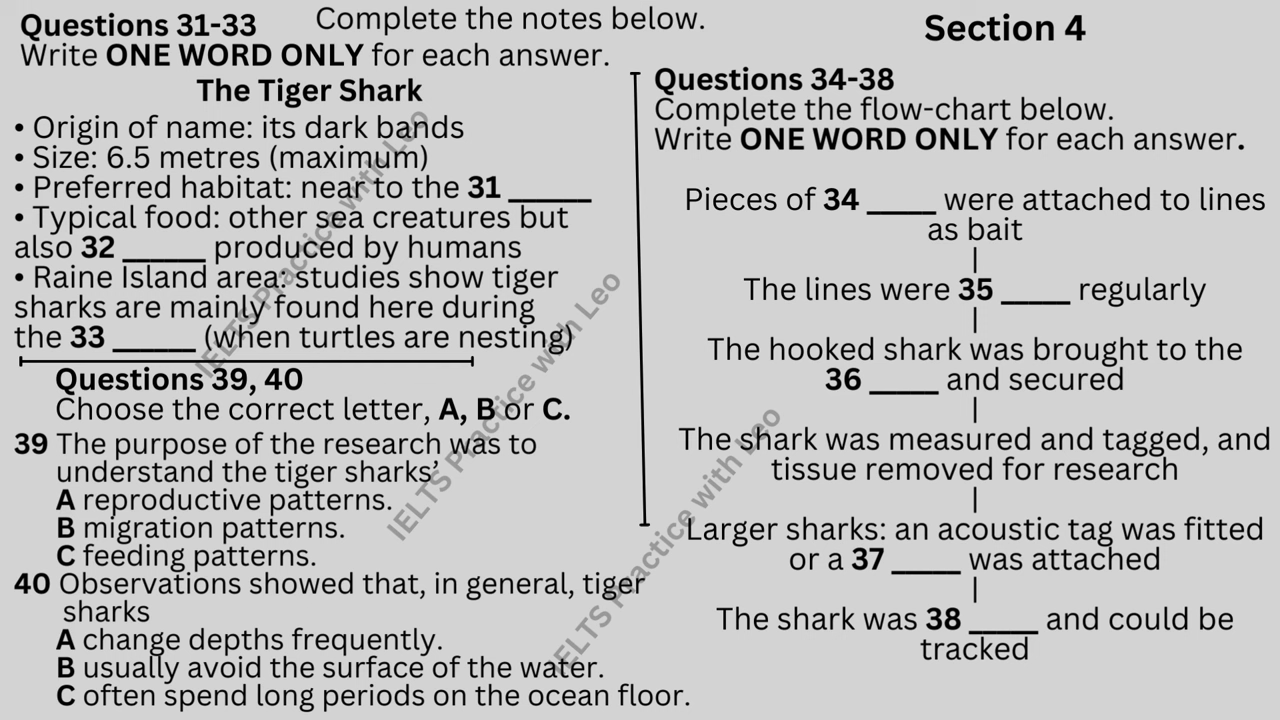 Questions 31-33 Complete the notes below.
Write ONE WORD ONLY for each answer.
The Tiger Shark
• Origin of name: its dark bands
• Size: 6.5 metres (maximum)
• Preferred habitat: near to the 31 _____
• Typical food: other sea creatures but
also 32 _____ produced by humans
• Raine Island area: studies show tiger
sharks are mainly found here during
the 33 _____ (when turtles are nesting)
Questions 39, 40
Choose the correct letter, A, B or C.
39 The purpose of the research was to
understand the tiger sharks'
A reproductive patterns.
B migration patterns.
C feeding patterns.
40 Observations showed that, in general, tiger
sharks
A change depths frequently.
B usually avoid the surface of the water.
C often spend long periods on the ocean floor.
Section 4
Questions 34-38
Complete the flow-chart below.
Write ONE WORD ONLY for each answer.
Pieces of 34 ____ were attached to lines
as bait
The lines were 35 ____ regularly
The hooked shark was brought to the
36 ____ and secured
The shark was measured and tagged, and
tissue removed for research
Larger sharks: an acoustic tag was fitted
or a 37 ____ was attached
The shark was 38 ____ and could be
tracked
IELTS Practice with Leo
IELTS Practice with Leo
IELTS Practice with Leo